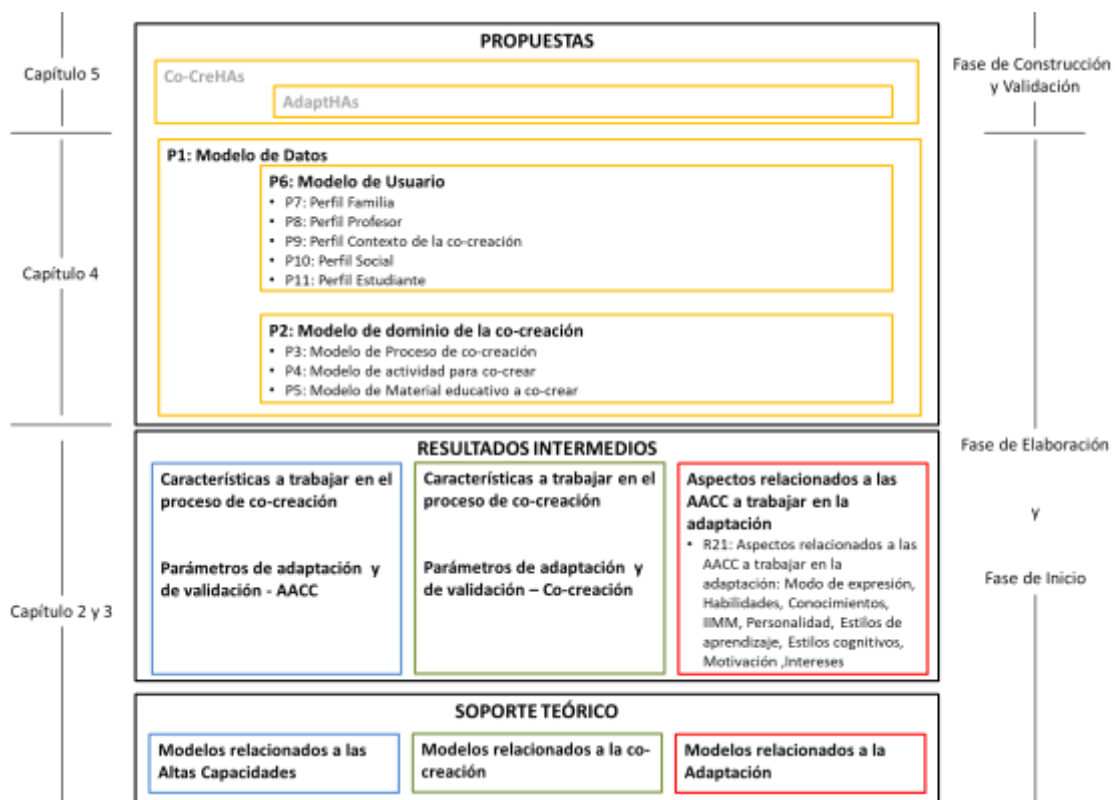 PROPUESTAS
Capítulo 5
Co-CreHAs
AdaptHAs
Fase de Construcción
y Validación
P1: Modelo de Datos
P6: Modelo de Usuario
• P7: Perfil Familia
• P8: Perfil Profesor
• P9: Perfil Contexto de la co-creación
• P10: Perfil Social
• P11: Perfil Estudiante
Capítulo 4
P2: Modelo de dominio de la co-creación
• P3: Modelo de Proceso de co-creación
• P4: Modelo de actividad para co-crear
• P5: Modelo de Material educativo a co-crear
RESULTADOS INTERMEDIOS
Características a trabajar en el
proceso de co-creación
Parámetros de adaptación y
de validación - AACC
Características a trabajar en el
proceso de co-creación
Parámetros de adaptación y
de validación – Co-creación
Aspectos relacionados a las
AACC a trabajar en la
adaptación
• R21: Aspectos relacionados a las
AACC a trabajar en la
adaptación: Modo de expresión,
Habilidades, Conocimientos,
IIMM, Personalidad, Estilos de
aprendizaje, Estilos cognitivos,
Motivación ,Intereses
Fase de Elaboración
y
Fase de Inicio
Capítulo 2 y 3
SOPORTE TEÓRICO
Modelos relacionados a las
Altas Capacidades
Modelos relacionados a la co-
creación
Modelos relacionados a la
Adaptación